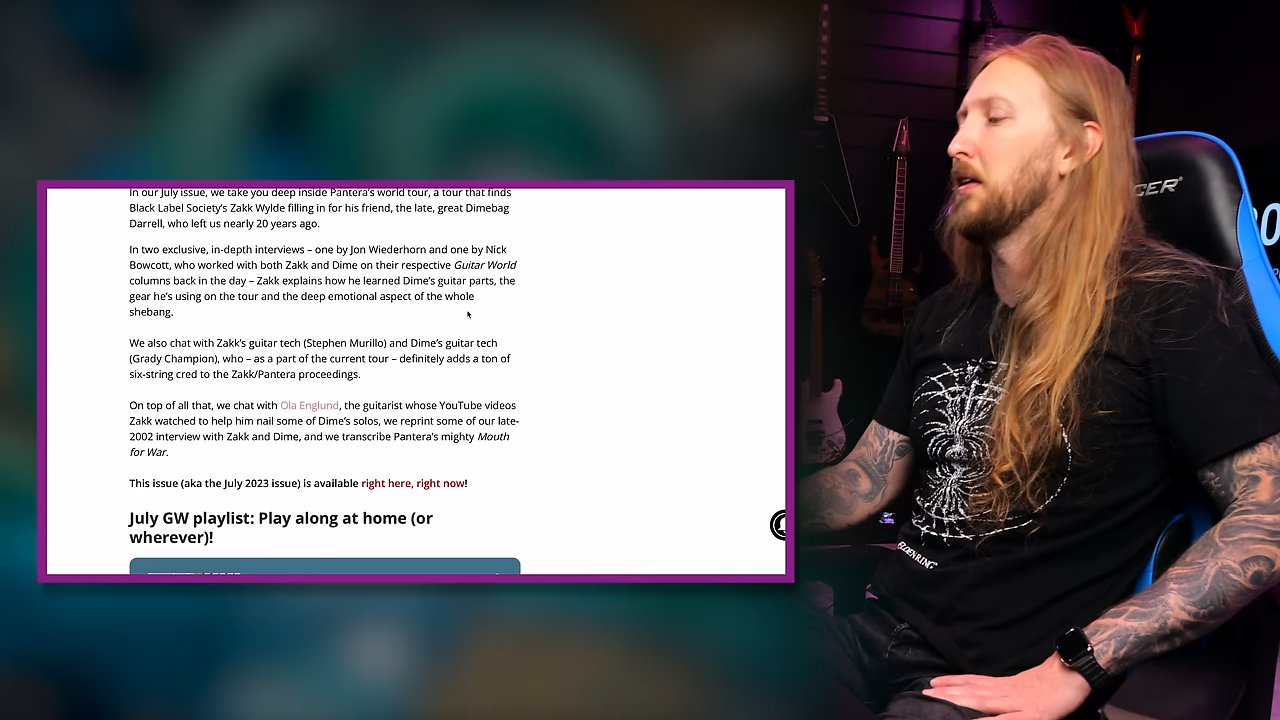 In our July issue, we take you deep inside Pantera's world tour, a tour that finds
Black Label Society's Zakk Wylde filling in for his friend, the late, great Dimebag
Darrell, who left us nearly 20 years ago.
In two exclusive, in-depth interviews – one by Jon Wiederhorn and one by Nick
Bowcott, who worked with both Zakk and Dime on their respective Guitar World
columns back in the day – Zakk explains how he learned Dime's guitar parts, the
gear he's using on the tour and the deep emotional aspect of the whole
shebang.
We also chat with Zakk's guitar tech (Stephen Murillo) and Dime's guitar tech
(Grady Champion), who – as a part of the current tour – definitely adds a ton of
six-string cred to the Zakk/Pantera proceedings.
On top of all that, we chat with Ola Englund, the guitarist whose YouTube videos
Zakk watched to help him nail some of Dime's solos, we reprint some of our late-
2002 interview with Zakk and Dime, and we transcribe Pantera's mighty Mouth
for War.
This issue (aka the July 2023 issue) is available right here, right now!
July GW playlist: Play along at home (or
wherever)!
ELDEN RING